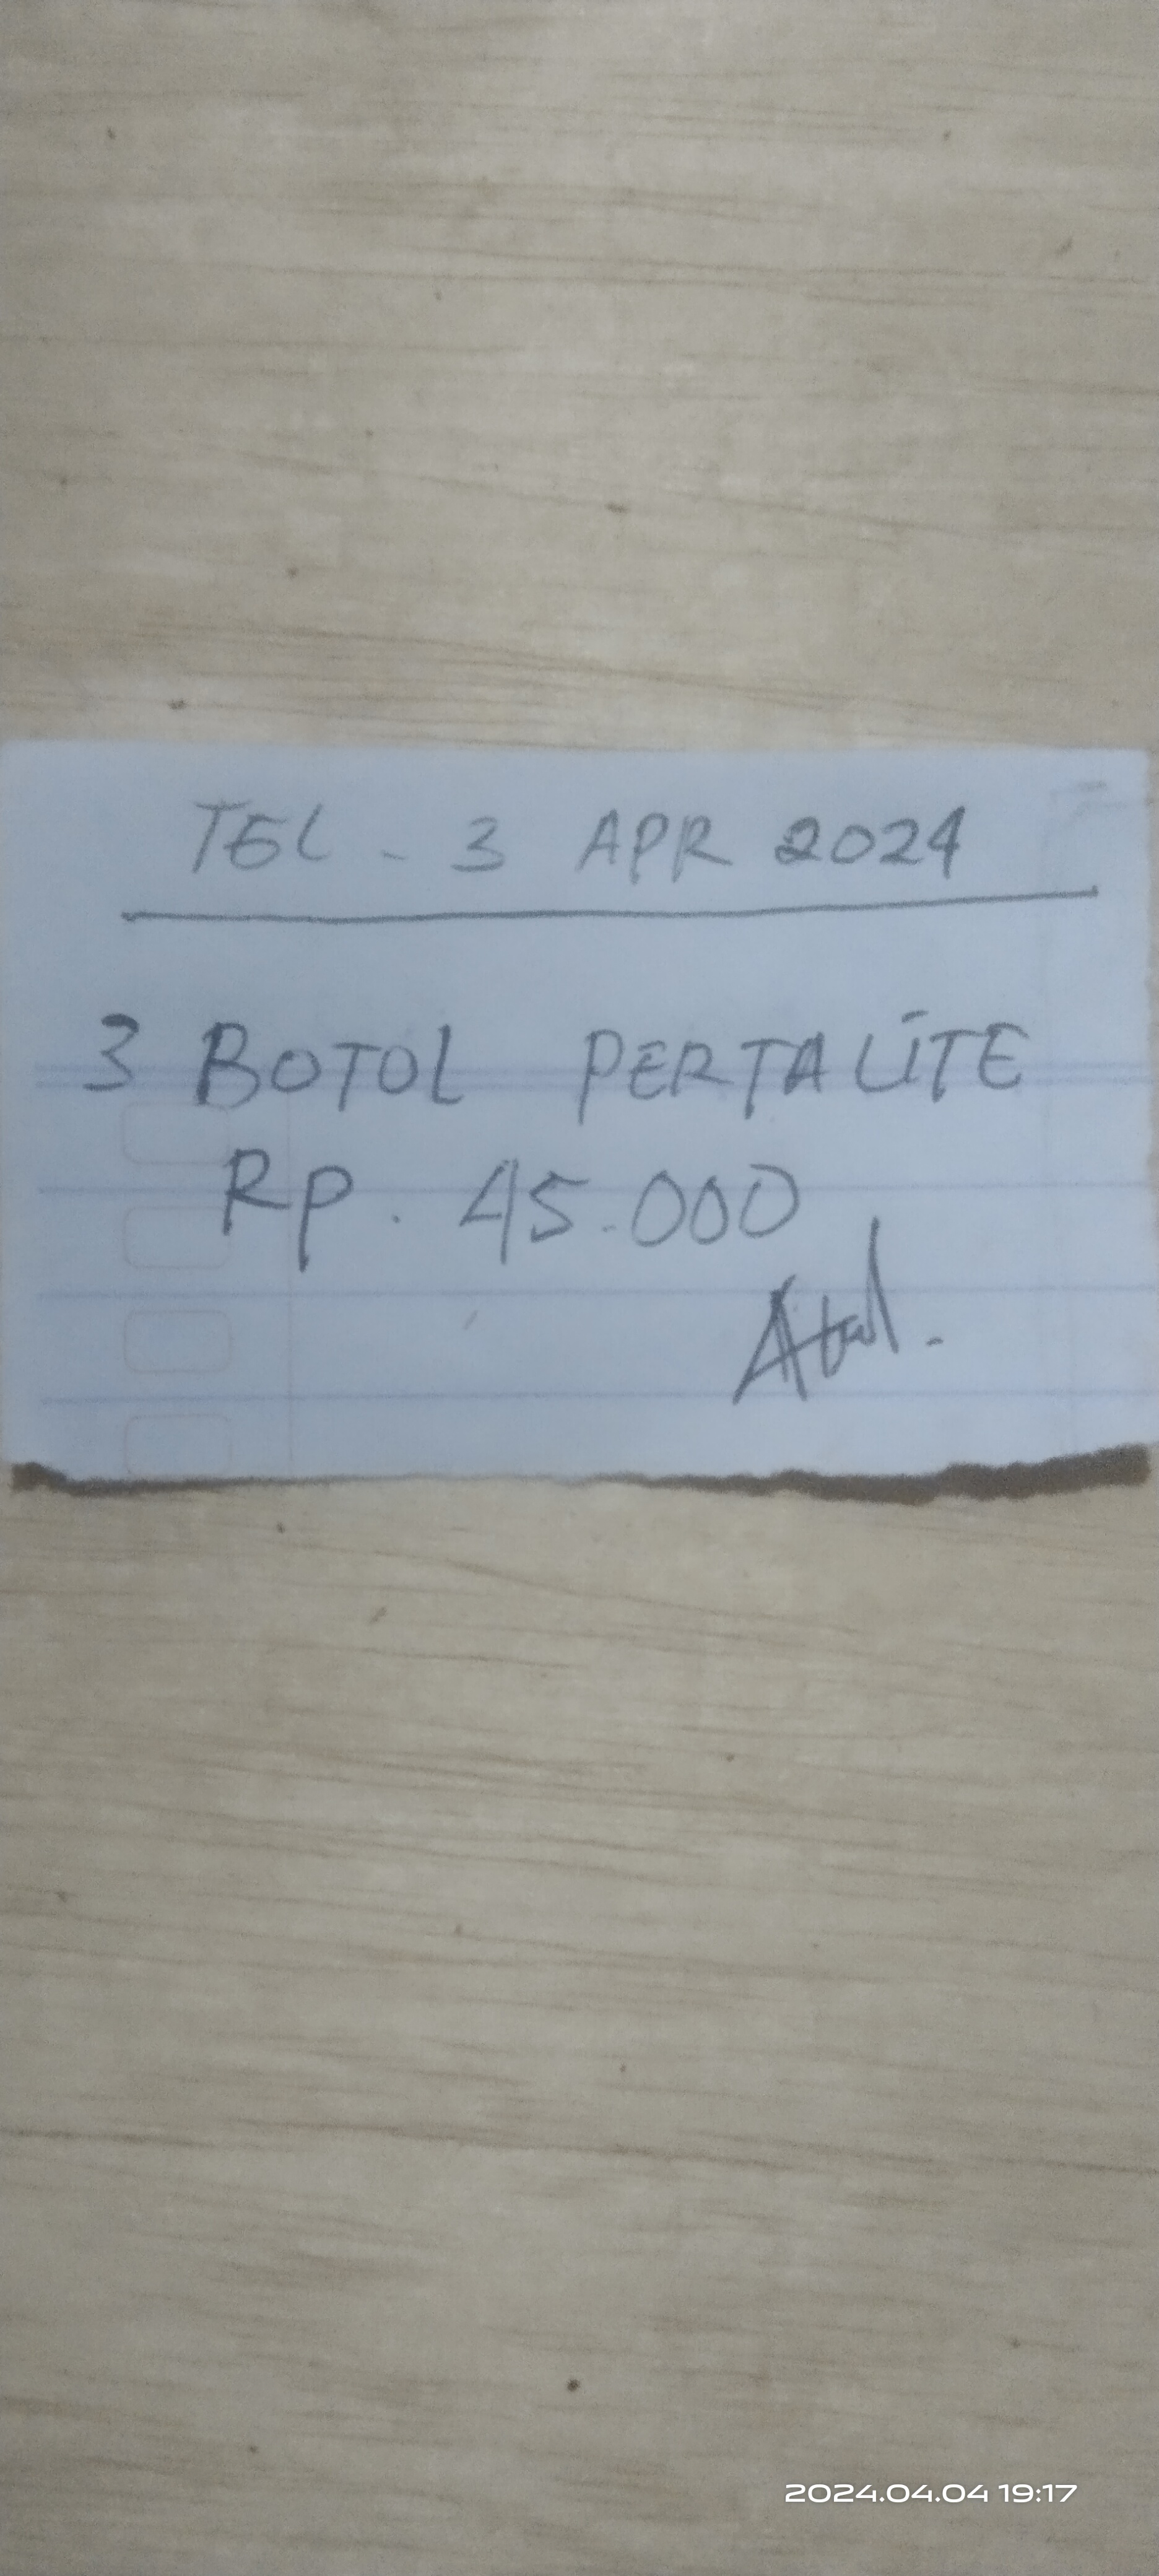 TGL - 3 APR 2024
3 BOTOL PERTALITE
Rp. 45.000
2024.04.04 19:17